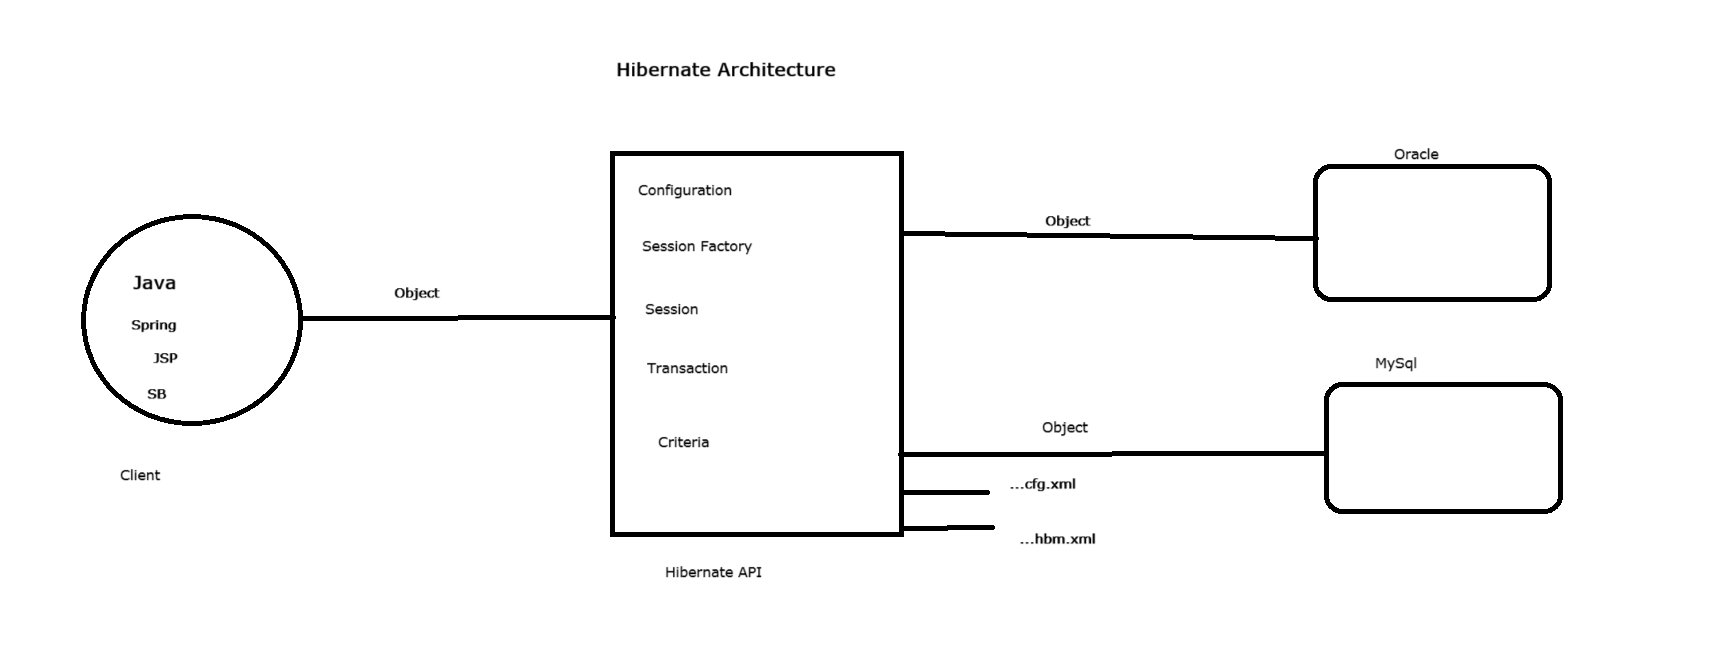 Hibernate Architecture
Java
Spring
JSP
SB
Client
Object
Configuration
Session Factory
Session
Transaction
Criteria
Hibernate API
Object
Oracle
MySql
Object
...cfg.xml
...hbm.xml